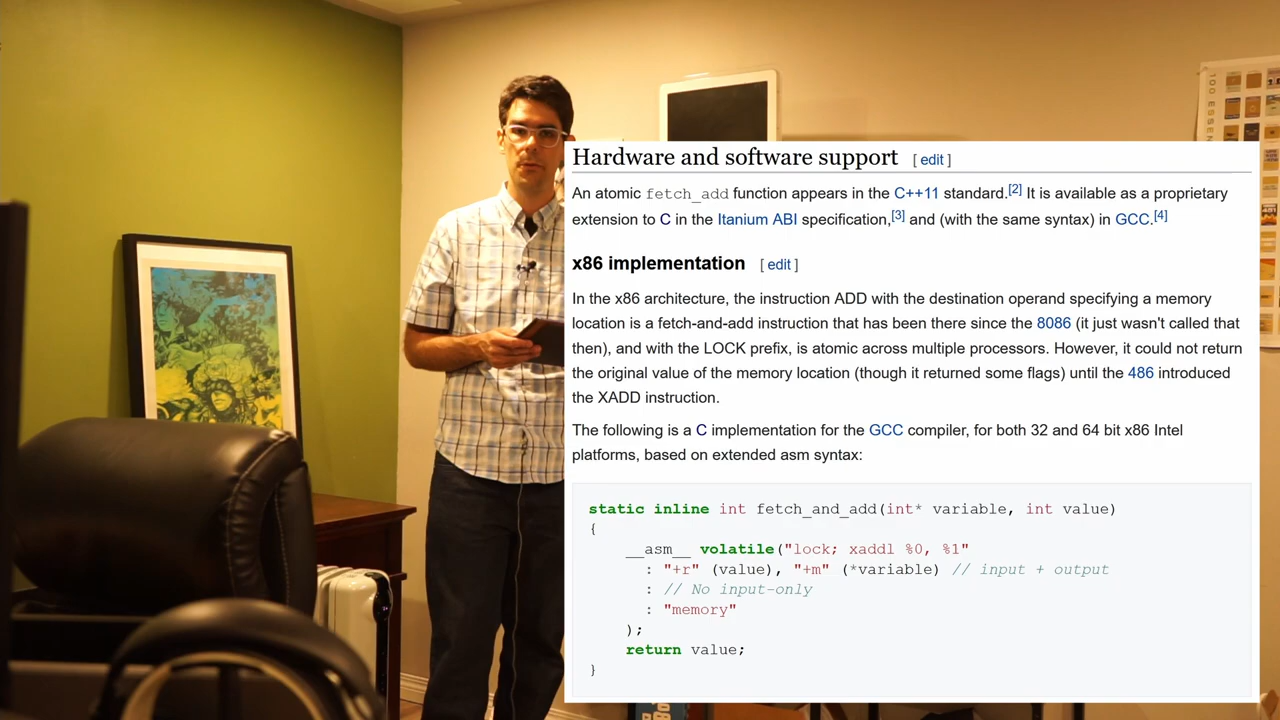 100 ESSEN
Hardware and software support [ edit ]
An atomic fetch_add function appears in the C++11 standard.[2] It is available as a proprietary
extension to C in the Itanium ABI specification,[3] and (with the same syntax) in GCC.[4]
x86 implementation [ edit ]
In the x86 architecture, the instruction ADD with the destination operand specifying a memory
location is a fetch-and-add instruction that has been there since the 8086 (it just wasn't called that
then), and with the LOCK prefix, is atomic across multiple processors. However, it could not return
the original value of the memory location (though it returned some flags) until the 486 introduced
the XADD instruction.
The following is a C implementation for the GCC compiler, for both 32 and 64 bit x86 Intel
platforms, based on extended asm syntax:
static inline int fetch_and_add(int* variable, int value)
{
    __asm__ volatile("lock; xaddl %0, %1"
      : "+r" (value), "+m" (*variable) // input + output
      : // No input-only
      : "memory"
    );
    return value;
}